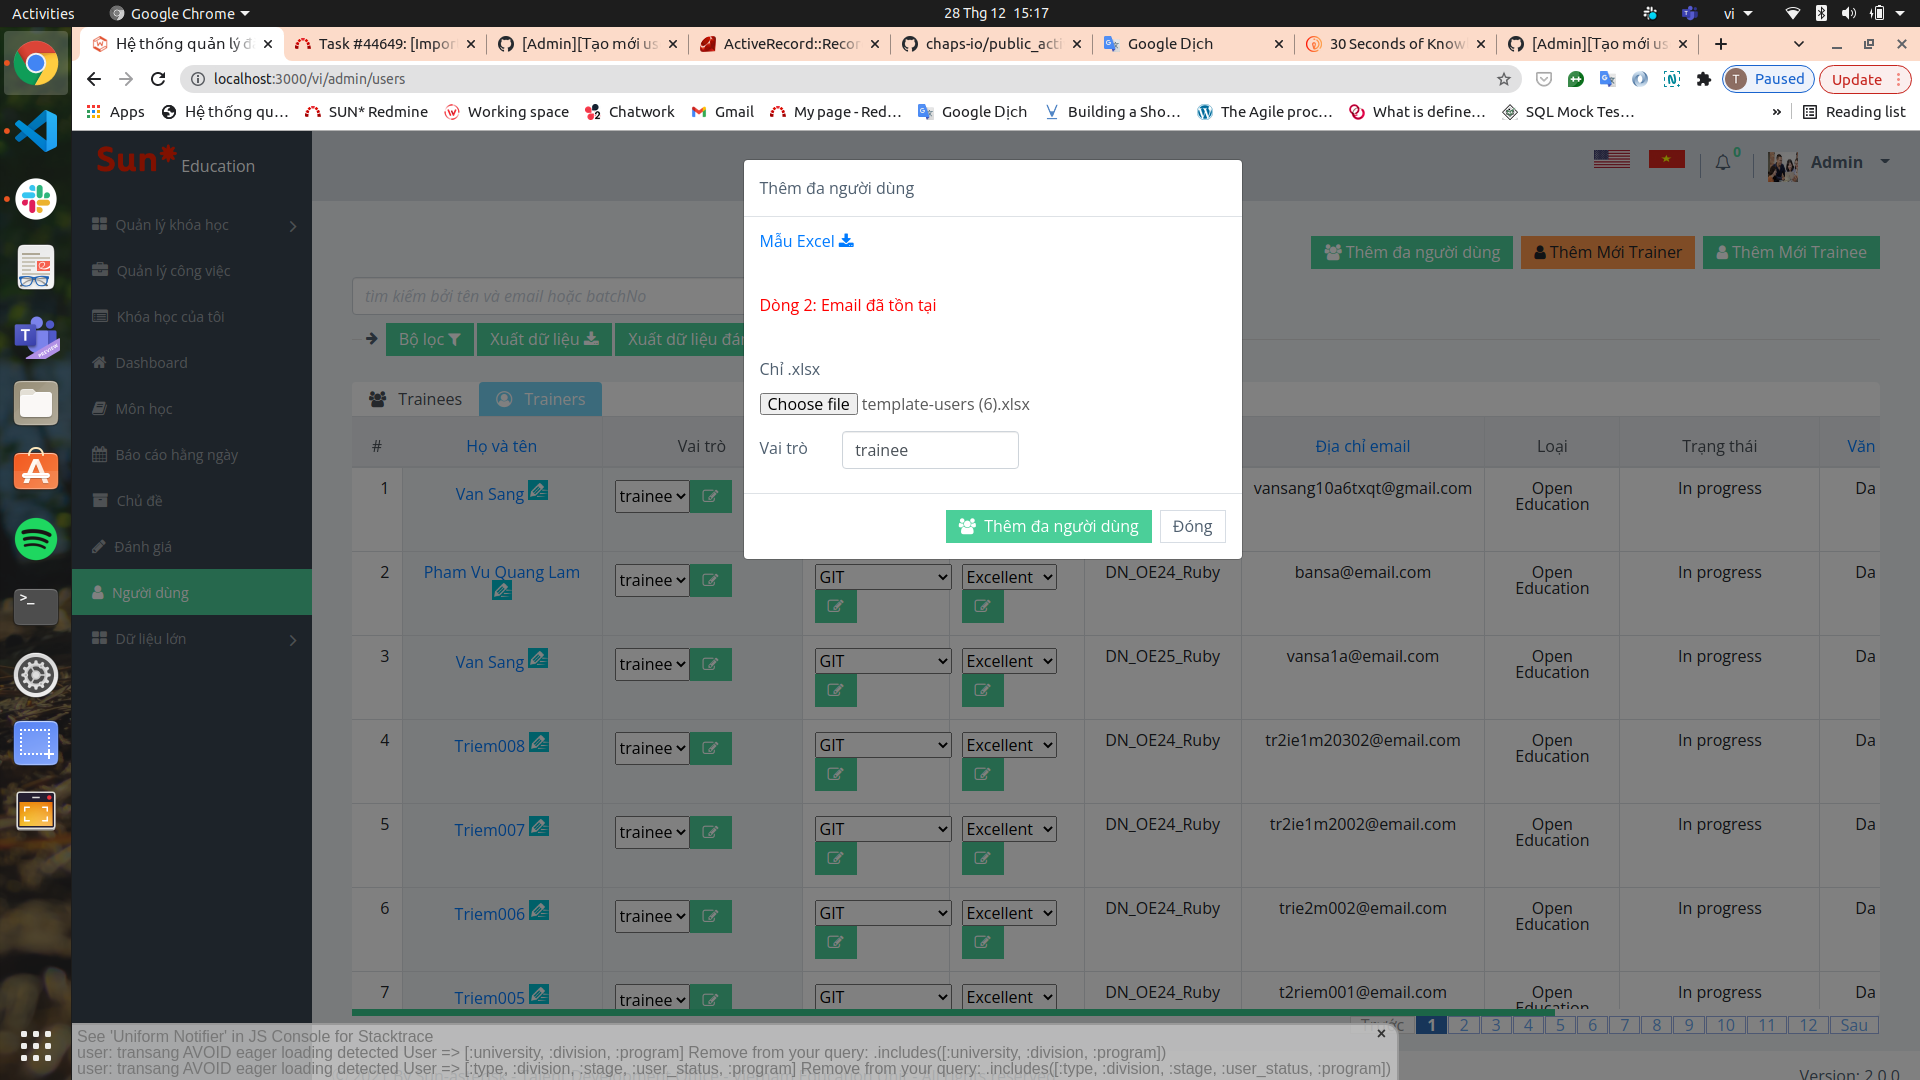 Activities Google Chrome 28 Thg 12 15:17 vi
Hệ thống quản lý đ Task #44649: [Impor [Admin][Tạo mới us ActiveRecord::Recor chaps-io/public_acti Google Dịch 30 Seconds of Know [Admin][Tạo mới us
localhost:3000/vi/admin/users T Paused Update
Apps Hệ thống qu… SUN* Redmine Working space Chatwork Gmail My page - Red… Google Dịch Building a Sho… The Agile proc… What is define… SQL Mock Tes… » Reading list
Sun* Education
0 Admin
Quản lý khóa học
Quản lý công việc
Khóa học của tôi
Dashboard
Môn học
Báo cáo hằng ngày
Chủ đề
Đánh giá
Người dùng
Dữ liệu lớn
Thêm đa người dùng Thêm Mới Trainer Thêm Mới Trainee
tìm kiếm bởi tên và email hoặc batchNo
Bộ lọc Xuất dữ liệu Xuất dữ liệu đán
Trainees Trainers
Thêm đa người dùng
Mẫu Excel
Dòng 2: Email đã tồn tại
Chỉ .xlsx
Choose file template-users (6).xlsx
Vai trò trainee
Thêm đa người dùng Đóng
# Họ và tên Vai trò Địa chỉ email Loại Trạng thái Văn
1 Van Sang trainee vansang10a6txqt@gmail.com Open Education In progress Da
2 Pham Vu Quang Lam trainee GIT Excellent DN_OE24_Ruby bansa@email.com Open Education In progress Da
3 Van Sang trainee GIT Excellent DN_OE25_Ruby vansa1a@email.com Open Education In progress Da
4 Triem008 trainee GIT Excellent DN_OE24_Ruby tr2ie1m20302@email.com Open Education In progress Da
5 Triem007 trainee GIT Excellent DN_OE24_Ruby tr2ie1m2002@email.com Open Education In progress Da
6 Triem006 trainee GIT Excellent DN_OE24_Ruby trie2m002@email.com Open Education In progress Da
7 Triem005 trainee GIT Excellent DN_OE24_Ruby t2riem001@email.com Open Education In progress Da
Trước 1 2 3 4 5 6 7 8 9 10 11 12 Sau
See 'Uniform Notifier' in JS Console for Stacktrace
user: transang AVOID eager loading detected User => [:university, :division, :program] Remove from your query: .includes([:university, :division, :program])
user: transang AVOID eager loading detected User => [:type, :division, :stage, :user_status, :program] Remove from your query: .includes([:type, :division, :stage, :user_status, :program])
Version: 2.0.0